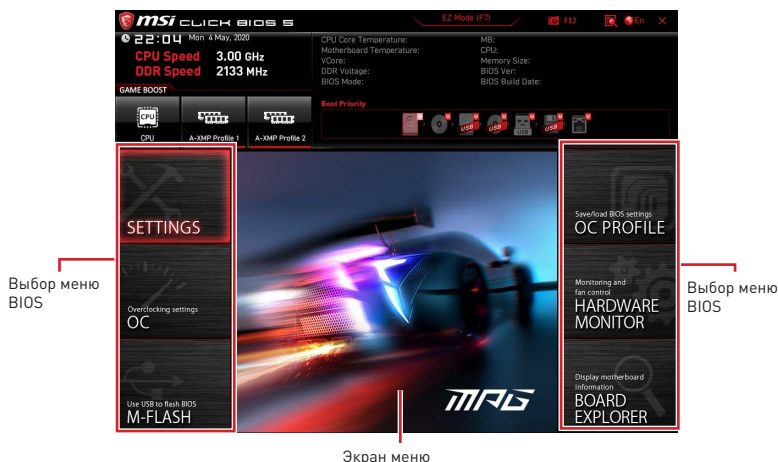 msi CLICK BIOS 5
EZ Mode (F7)
F12
En
22:04 Mon 4 May, 2020
CPU Speed 3.00 GHz
DDR Speed 2133 MHz
GAME BOOST
CPU
A-XMP Profile 1
A-XMP Profile 2
CPU Core Temperature:
Motherboard Temperature:
VCore:
DDR Voltage:
BIOS Mode:
MB:
CPU:
Memory Size:
BIOS Ver:
BIOS Build Date:
Boot Priority
U
U
USB U
USB U
USB U
USB U
U
SETTINGS
Overclocking settings
OC
Use USB to flash BIOS
M-FLASH
MPG
Save/load BIOS settings
OC PROFILE
Monitoring and
fan control
HARDWARE
MONITOR
Display motherboard
information
BOARD
EXPLORER
Выбор меню
BIOS
Выбор меню
BIOS
Экран меню